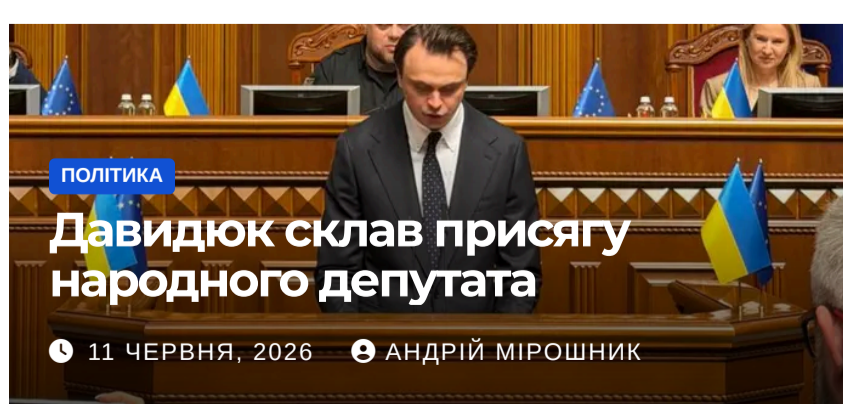 ПОЛІТИКА
Давидюк склав присягу
народного депутата
11 ЧЕРВНЯ, 2026 АНДРІЙ МІРОШНИК